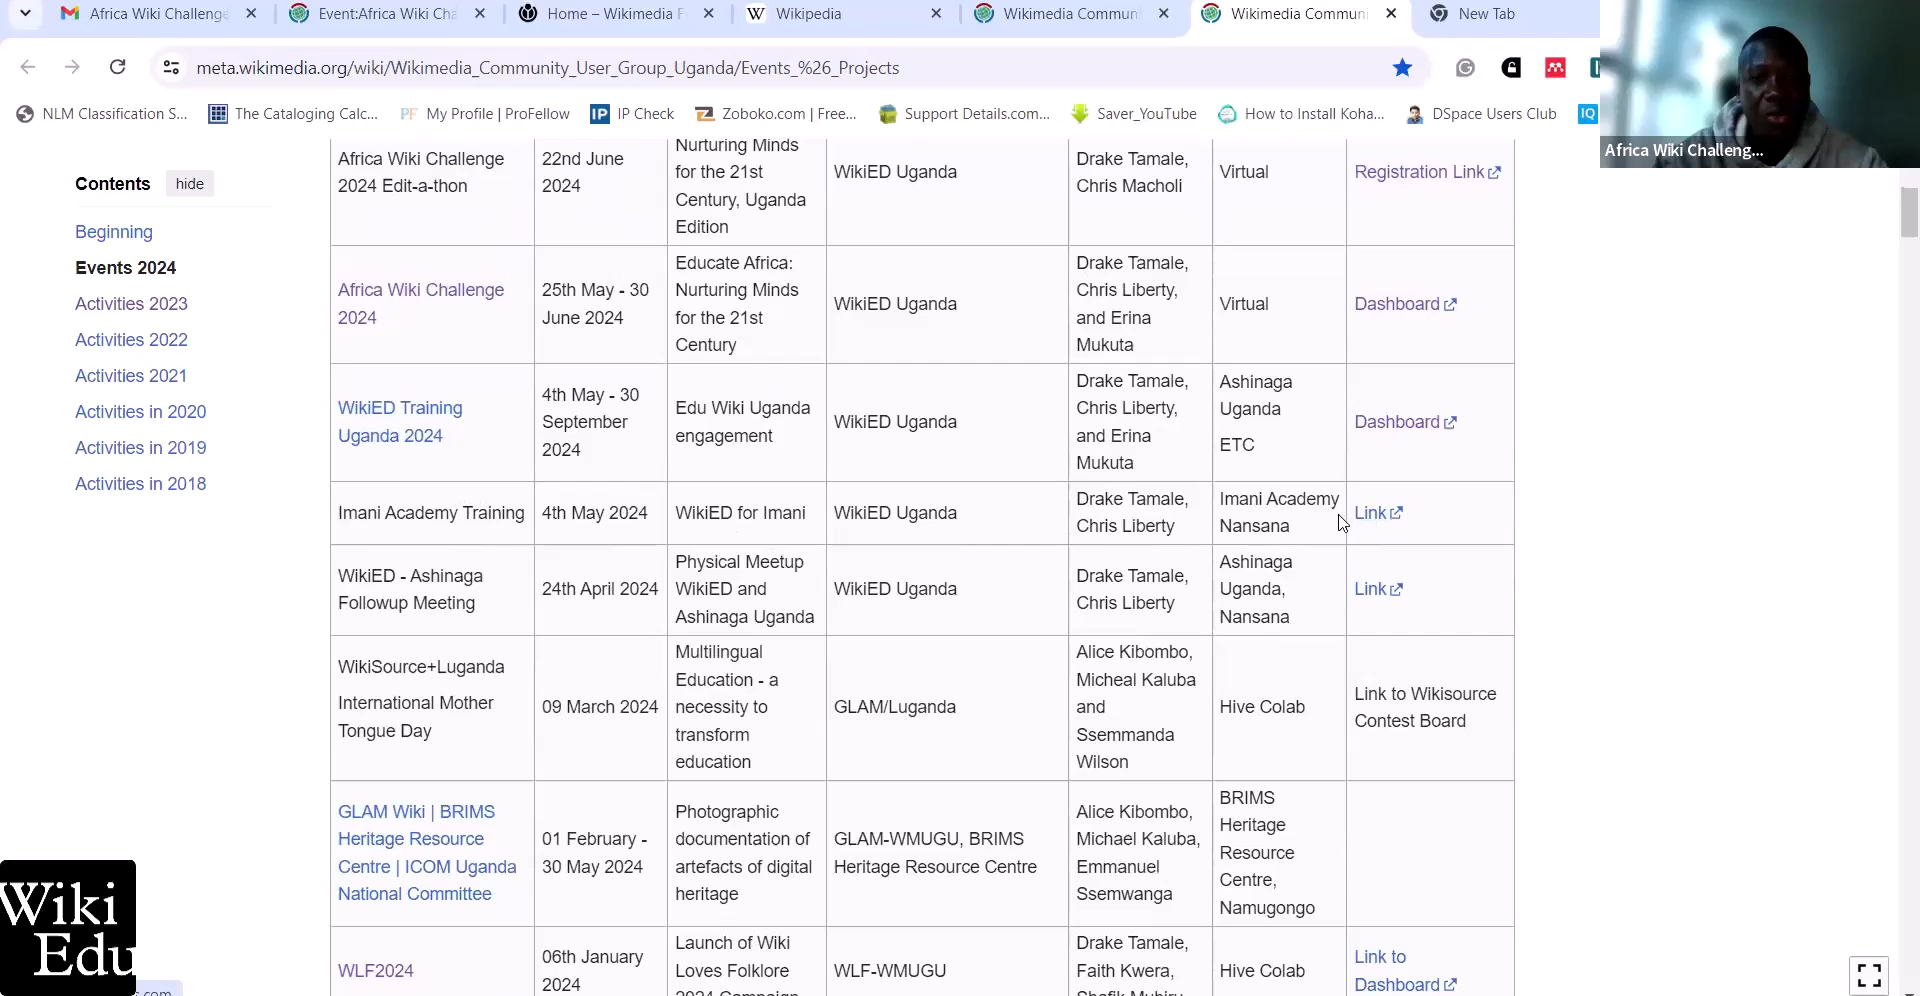 Africa Wiki Challenge
Event:Africa Wiki Cha
Home – Wikimedia F
Wikipedia
Wikimedia Commun
Wikimedia Commun
New Tab
meta.wikimedia.org/wiki/Wikimedia_Community_User_Group_Uganda/Events_%26_Projects
NLM Classification S...
The Cataloging Calc...
PF My Profile | ProFellow
IP IP Check
Zoboko.com | Free...
Support Details.com...
Saver_YouTube
How to Install Koha...
DSpace Users Club
IQ
Africa Wiki Challeng...
Contents hide
Beginning
Events 2024
Activities 2023
Activities 2022
Activities 2021
Activities in 2020
Activities in 2019
Activities in 2018
Africa Wiki Challenge
2024 Edit-a-thon
22nd June
2024
Nurturing Minds
for the 21st
Century, Uganda
Edition
WikiED Uganda
Drake Tamale,
Chris Macholi
Virtual
Registration Link
Africa Wiki Challenge
2024
25th May - 30
June 2024
Educate Africa:
Nurturing Minds
for the 21st
Century
WikiED Uganda
Drake Tamale,
Chris Liberty,
and Erina
Mukuta
Virtual
Dashboard
WikiED Training
Uganda 2024
4th May - 30
September
2024
Edu Wiki Uganda
engagement
WikiED Uganda
Drake Tamale,
Chris Liberty,
and Erina
Mukuta
Ashinaga
Uganda
ETC
Dashboard
Imani Academy Training
4th May 2024
WikiED for Imani
WikiED Uganda
Drake Tamale,
Chris Liberty
Imani Academy
Nansana
Link
WikiED - Ashinaga
Followup Meeting
24th April 2024
Physical Meetup
WikiED and
Ashinaga Uganda
WikiED Uganda
Drake Tamale,
Chris Liberty
Ashinaga
Uganda,
Nansana
Link
WikiSource+Luganda
International Mother
Tongue Day
09 March 2024
Multilingual
Education - a
necessity to
transform
education
GLAM/Luganda
Alice Kibombo,
Micheal Kaluba
and
Ssemmanda
Wilson
Hive Colab
Link to Wikisource
Contest Board
GLAM Wiki | BRIMS
Heritage Resource
Centre | ICOM Uganda
National Committee
01 February -
30 May 2024
Photographic
documentation of
artefacts of digital
heritage
GLAM-WMUGU, BRIMS
Heritage Resource Centre
Alice Kibombo,
Michael Kaluba,
Emmanuel
Ssemwanga
BRIMS
Heritage
Resource
Centre,
Namugongo
WLF2024
06th January
2024
Launch of Wiki
Loves Folklore
2024 Campaign
WLF-WMUGU
Drake Tamale,
Faith Kwera,
Hive Colab
Link to
Dashboard
Wiki
Edu